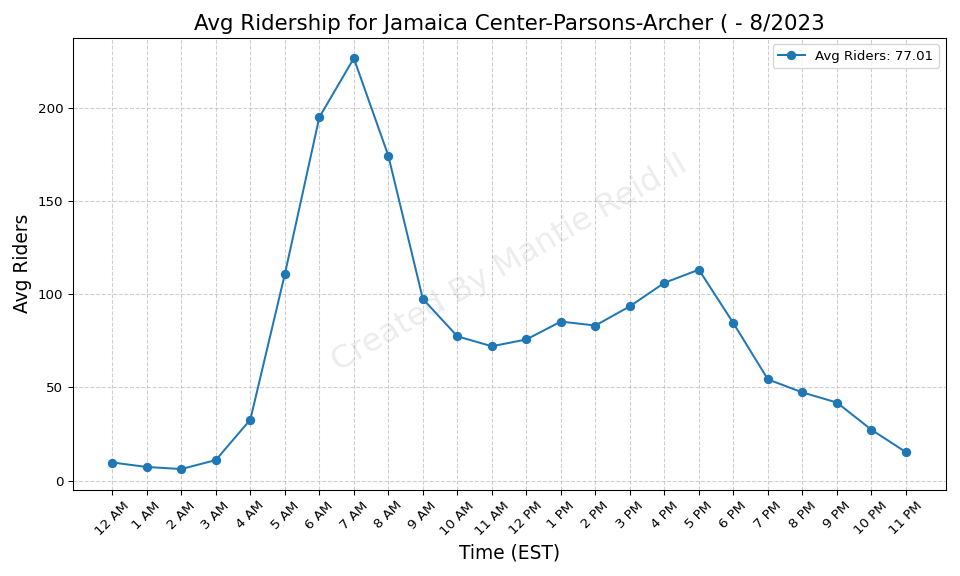 Avg Ridership for Jamaica Center-Parsons-Archer ( - 8/2023
Avg Riders: 77.01
200
150
100
50
0
Avg Riders
Created By Mantle Reid II
12 AM
1 AM
2 AM
3 AM
4 AM
5 AM
6 AM
7 AM
8 AM
9 AM
10 AM
11 AM
12 PM
1 PM
2 PM
3 PM
4 PM
5 PM
6 PM
7 PM
8 PM
9 PM
10 PM
11 PM
Time (EST)